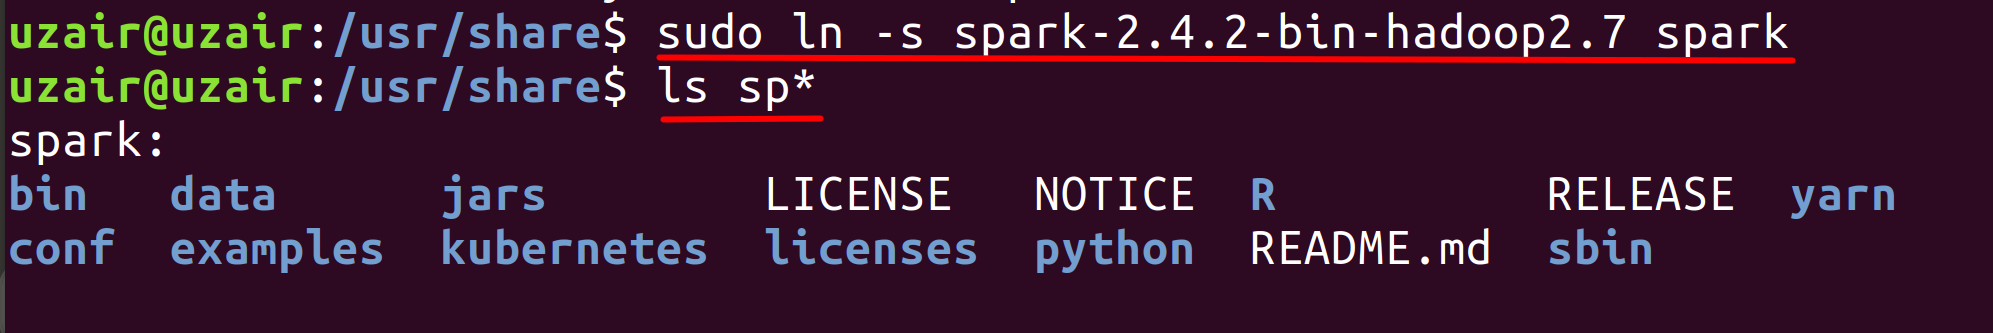 uzair@uzair:/usr/share$ sudo ln -s spark-2.4.2-bin-hadoop2.7 spark
uzair@uzair:/usr/share$ ls sp*
spark:
bin   data      jars        LICENSE   NOTICE  R          RELEASE  yarn
conf  examples  kubernetes  licenses  python  README.md  sbin